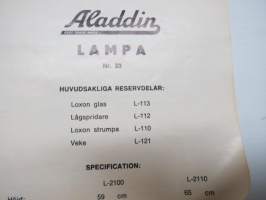 Aladdin
LAMPA
Nr. 23
HUVUDSAKLIGA RESERVDELAR:
Loxon glas L-113
Lågspridare L-112
Loxon strumpa L-110
Veke L-121
SPECIFICATION:
L-2100 L-2110
59 cm 65 cm